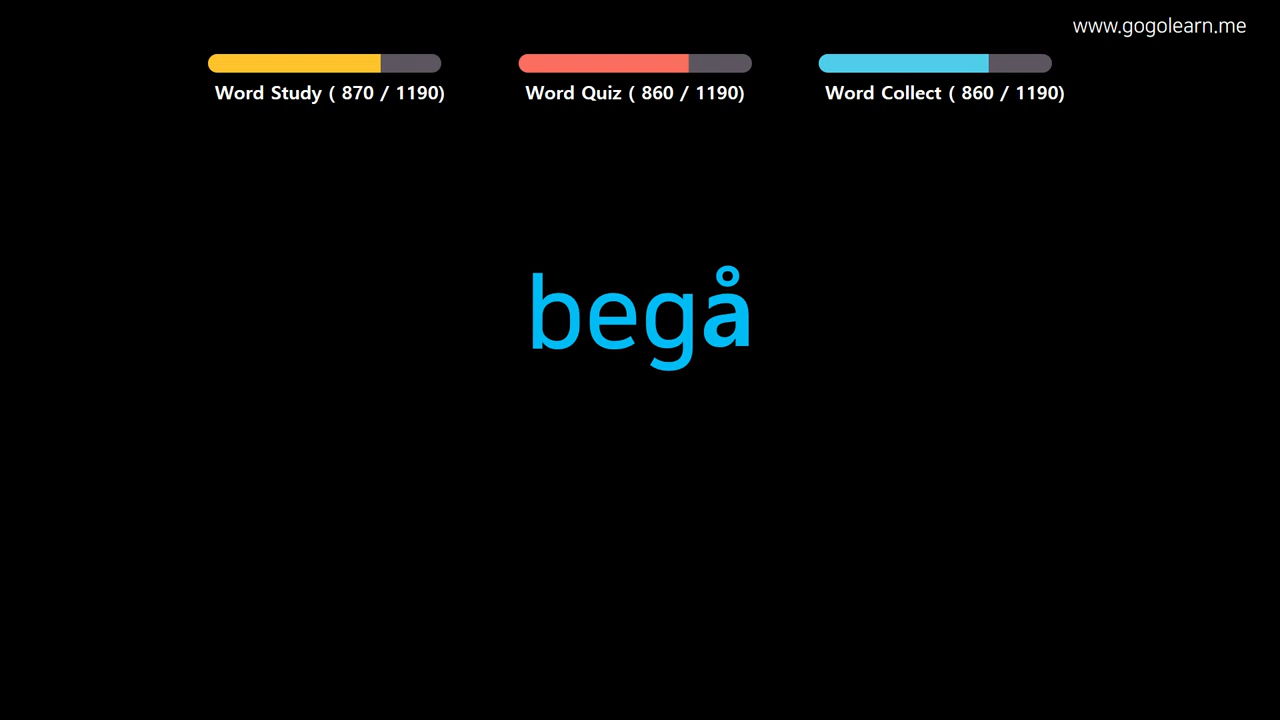 www.gogolearn.me
Word Study ( 870 / 1190)
Word Quiz ( 860 / 1190)
Word Collect ( 860 / 1190)
begå